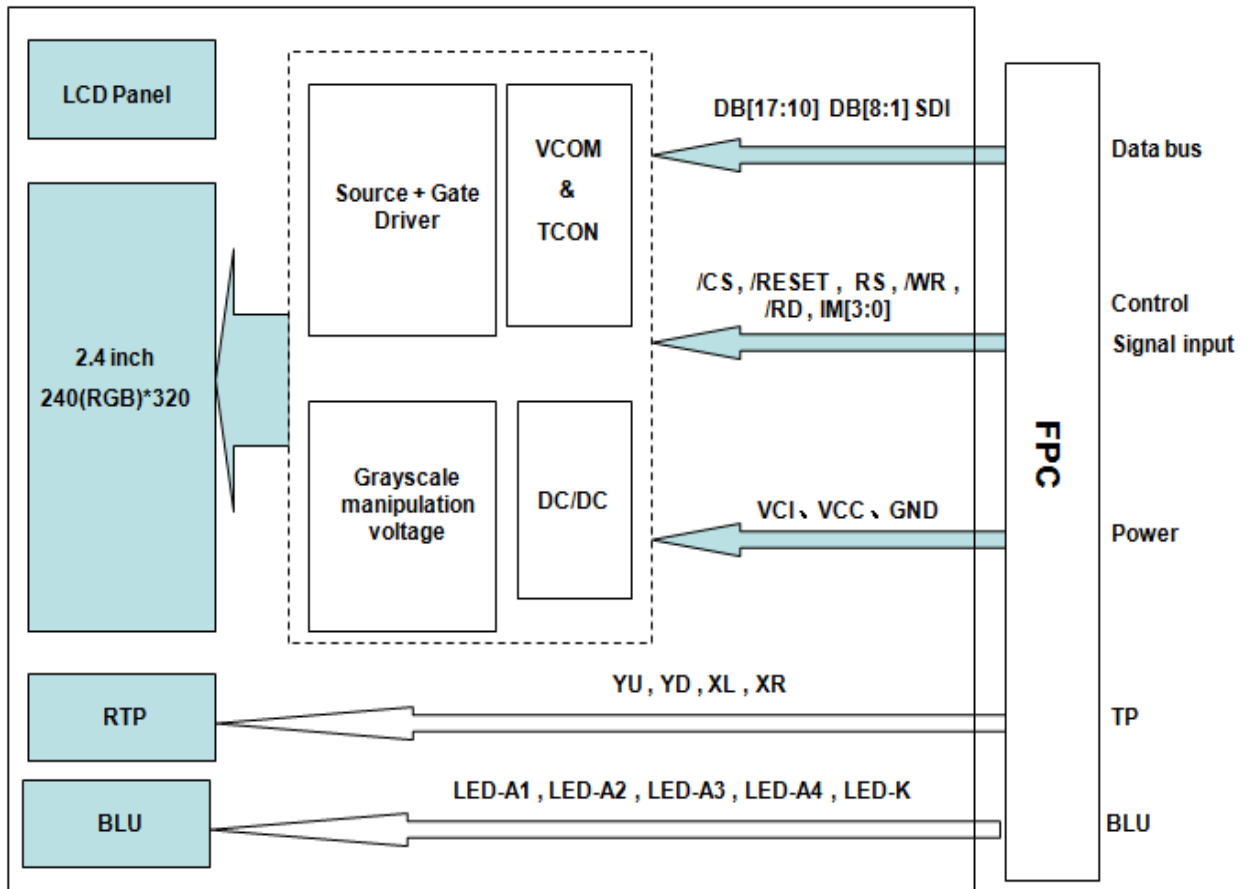 LCD Panel
2.4 inch
240(RGB)*320
Source + Gate
Driver
VCOM
&
TCON
Grayscale
manipulation
voltage
DC/DC
DB[17:10] DB[8:1] SDI
/CS , /RESET , RS , /WR ,
/RD , IM[3:0]
VCI、VCC、GND
RTP
YU , YD , XL , XR
BLU
LED-A1 , LED-A2 , LED-A3 , LED-A4 , LED-K
FPC
Data bus
Control
Signal input
Power
TP
BLU